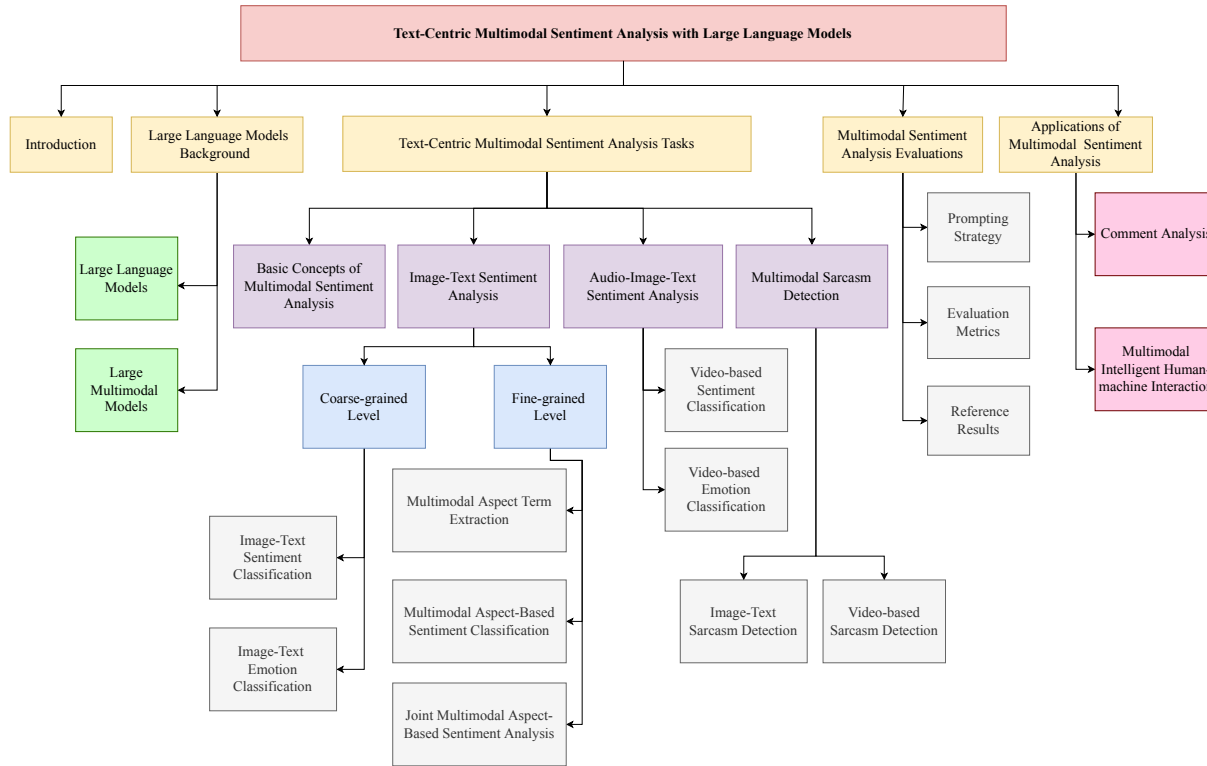 Text-Centric Multimodal Sentiment Analysis with Large Language Models
Introduction
Large Language Models
Background
Text-Centric Multimodal Sentiment Analysis Tasks
Multimodal Sentiment
Analysis Evaluations
Applications of
Multimodal Sentiment
Analysis
Large Language
Models
Large
Multimodal
Models
Basic Concepts of
Multimodal Sentiment
Analysis
Image-Text Sentiment
Analysis
Audio-Image-Text
Sentiment Analysis
Multimodal Sarcasm
Detection
Prompting
Strategy
Evaluation
Metrics
Reference
Results
Comment Analysis
Multimodal
Intelligent Human-
machine Interaction
Coarse-grained
Level
Fine-grained
Level
Video-based
Sentiment
Classification
Video-based
Emotion
Classification
Image-Text
Sentiment
Classification
Image-Text
Emotion
Classification
Multimodal Aspect Term
Extraction
Multimodal Aspect-Based
Sentiment Classification
Joint Multimodal Aspect-
Based Sentiment Analysis
Image-Text
Sarcasm Detection
Video-based
Sarcasm Detection